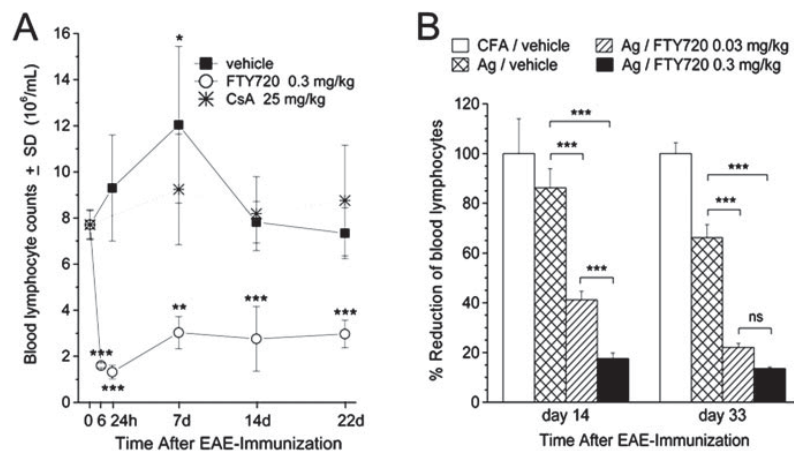 A
Blood lymphocyte counts ± SD (10⁶/mL)
16
14
12
10
8
6
4
2
0
*
vehicle
FTY720 0.3 mg/kg
CsA 25 mg/kg
***
***
**
***
***
0 6 24h 7d 14d 22d
Time After EAE-Immunization
B
CFA / vehicle
Ag / vehicle
Ag / FTY720 0.03 mg/kg
Ag / FTY720 0.3 mg/kg
% Reduction of blood lymphocytes
120
100
80
60
40
20
0
***
***
***
***
***
ns
day 14 day 33
Time After EAE-Immunization